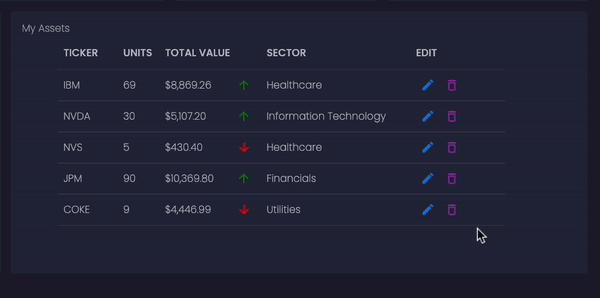 My Assets
TICKER UNITS TOTAL VALUE SECTOR EDIT
IBM 69 $8,869.26 Healthcare
NVDA 30 $5,107.20 Information Technology
NVS 5 $430.40 Healthcare
JPM 90 $10,369.80 Financials
COKE 9 $4,446.99 Utilities